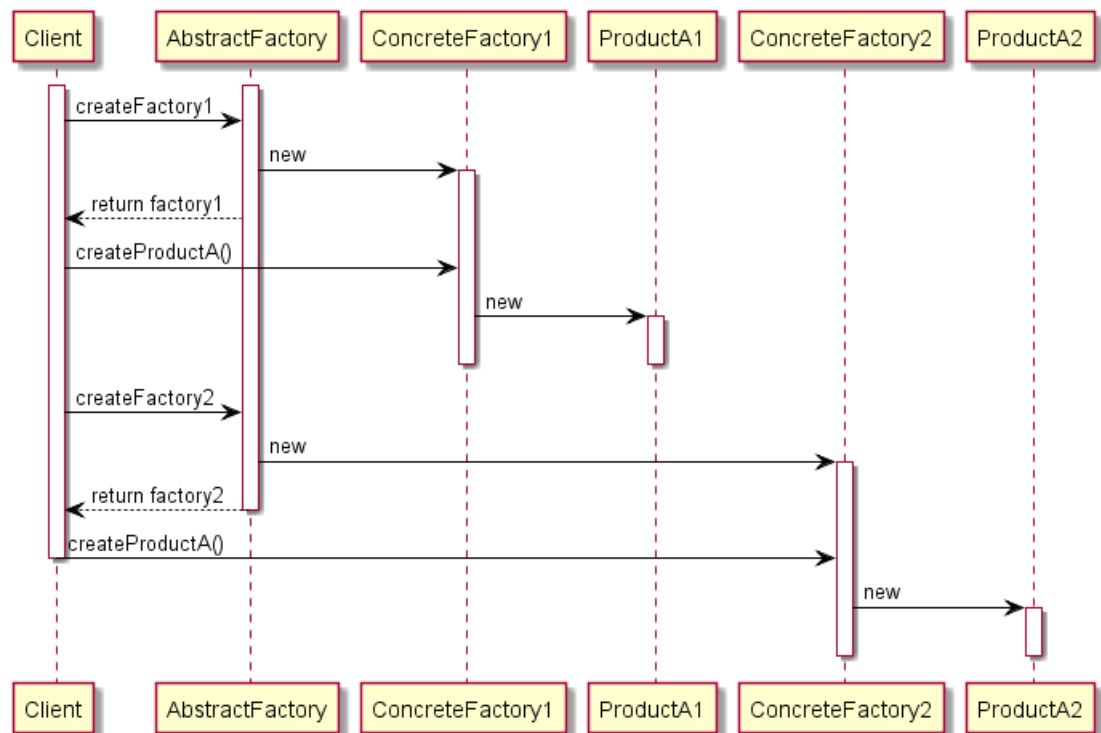 Client
AbstractFactory
ConcreteFactory1
ProductA1
ConcreteFactory2
ProductA2
createFactory1
new
return factory1
createProductA()
new
createFactory2
new
return factory2
createProductA()
new
Client
AbstractFactory
ConcreteFactory1
ProductA1
ConcreteFactory2
ProductA2